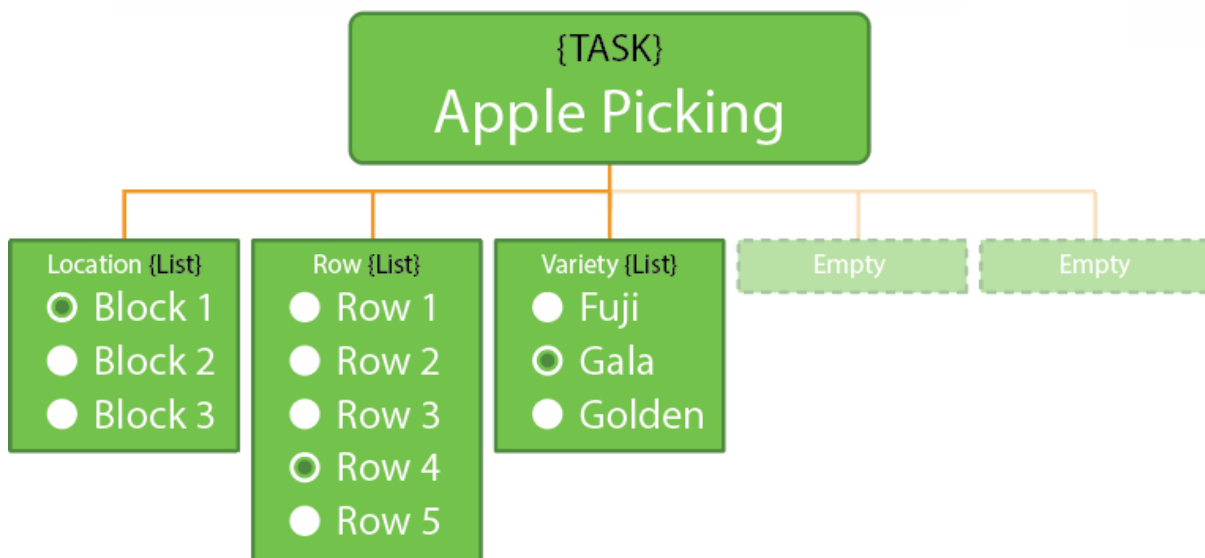 {TASK}
Apple Picking
Location {List}
Block 1
Block 2
Block 3
Row {List}
Row 1
Row 2
Row 3
Row 4
Row 5
Variety {List}
Fuji
Gala
Golden
Empty
Empty